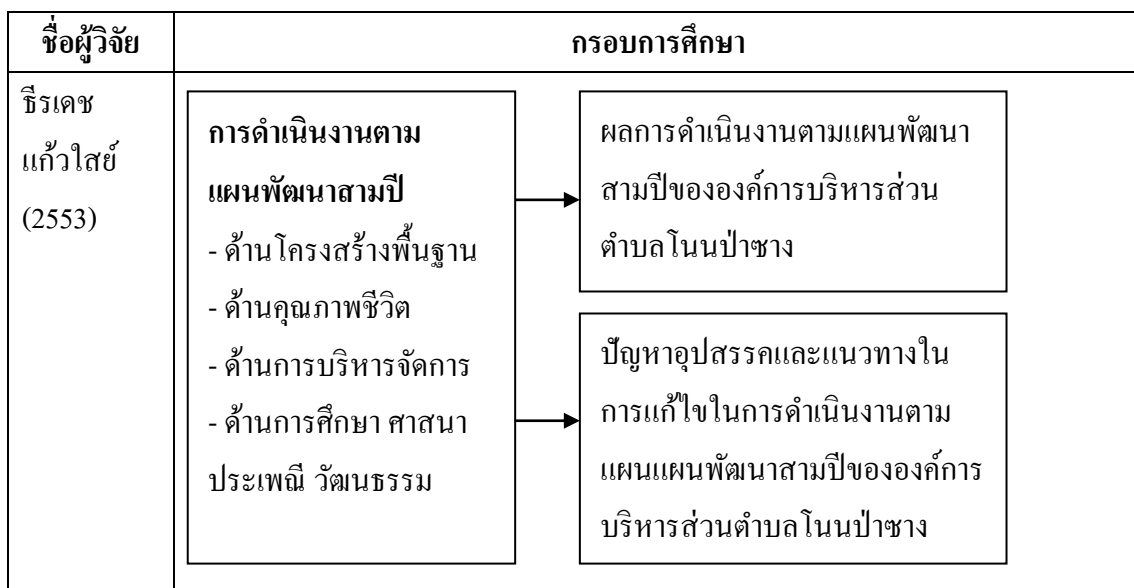 ชื่อผู้วิจัย
กรอบการศึกษา
ธีรเดช
แก้วใสย์
(2553)
การดำเนินงานตาม
แผนพัฒนาสามปี
- ด้านโครงสร้างพื้นฐาน
- ด้านคุณภาพชีวิต
- ด้านการบริหารจัดการ
- ด้านการศึกษา ศาสนา
ประเพณี วัฒนธรรม
ผลการดำเนินงานตามแผนพัฒนา
สามปีขององค์การบริหารส่วน
ตำบลโนนป่าซาง
ปัญหาอุปสรรคและแนวทางใน
การแก้ไขในการดำเนินงานตาม
แผนแผนพัฒนาสามปีขององค์การ
บริหารส่วนตำบลโนนป่าซาง